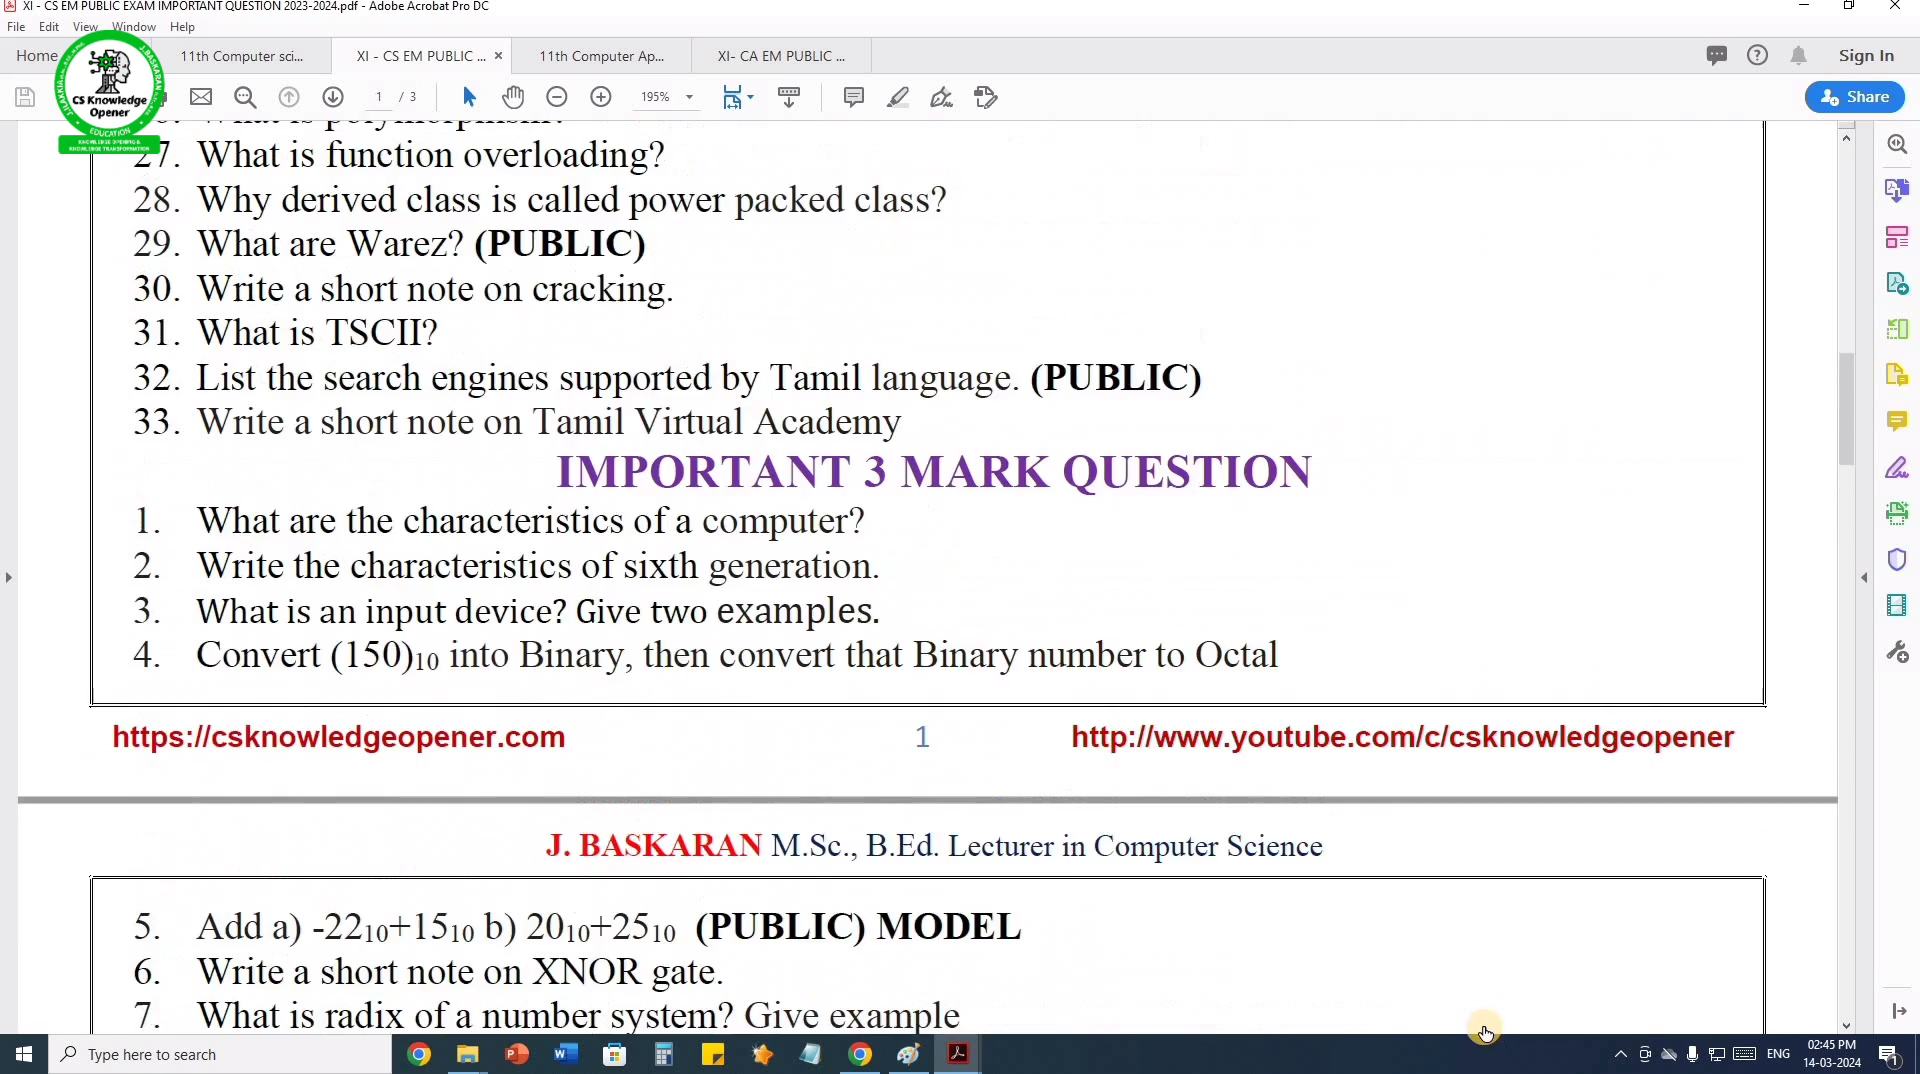 XI - CS EM PUBLIC EXAM IMPORTANT QUESTION 2023-2024.pdf - Adobe Acrobat Pro DC
File Edit View Window Help
Home 11th Computer sci... XI - CS EM PUBLIC ... × 11th Computer Ap... XI- CA EM PUBLIC ... Sign In
1 / 3 195% Share
CS Knowledge
Opener
EDUCATION
KNOWLEDGE OPENING &
KNOWLEDGE TRANSFORMATION
27. What is function overloading?
28. Why derived class is called power packed class?
29. What are Warez? (PUBLIC)
30. Write a short note on cracking.
31. What is TSCII?
32. List the search engines supported by Tamil language. (PUBLIC)
33. Write a short note on Tamil Virtual Academy
IMPORTANT 3 MARK QUESTION
1. What are the characteristics of a computer?
2. Write the characteristics of sixth generation.
3. What is an input device? Give two examples.
4. Convert (150)₁₀ into Binary, then convert that Binary number to Octal
https://csknowledgeopener.com 1 http://www.youtube.com/c/csknowledgeopener
J. BASKARAN M.Sc., B.Ed. Lecturer in Computer Science
5. Add a) -22₁₀+15₁₀ b) 20₁₀+25₁₀ (PUBLIC) MODEL
6. Write a short note on XNOR gate.
7. What is radix of a number system? Give example
Type here to search
ENG
02:45 PM
14-03-2024
1